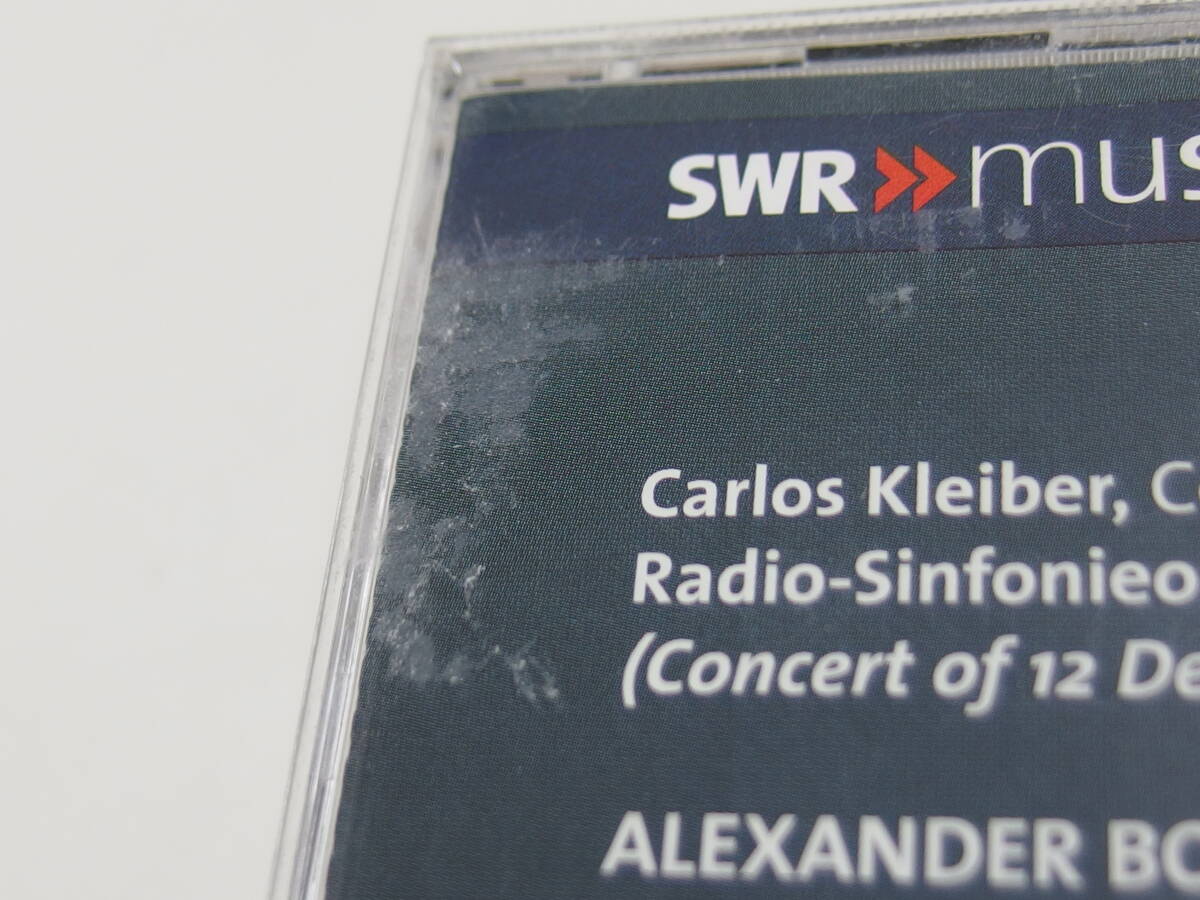 SWR mus
Carlos Kleiber, C
Radio-Sinfonieo
(Concert of 12 De
ALEXANDER BO